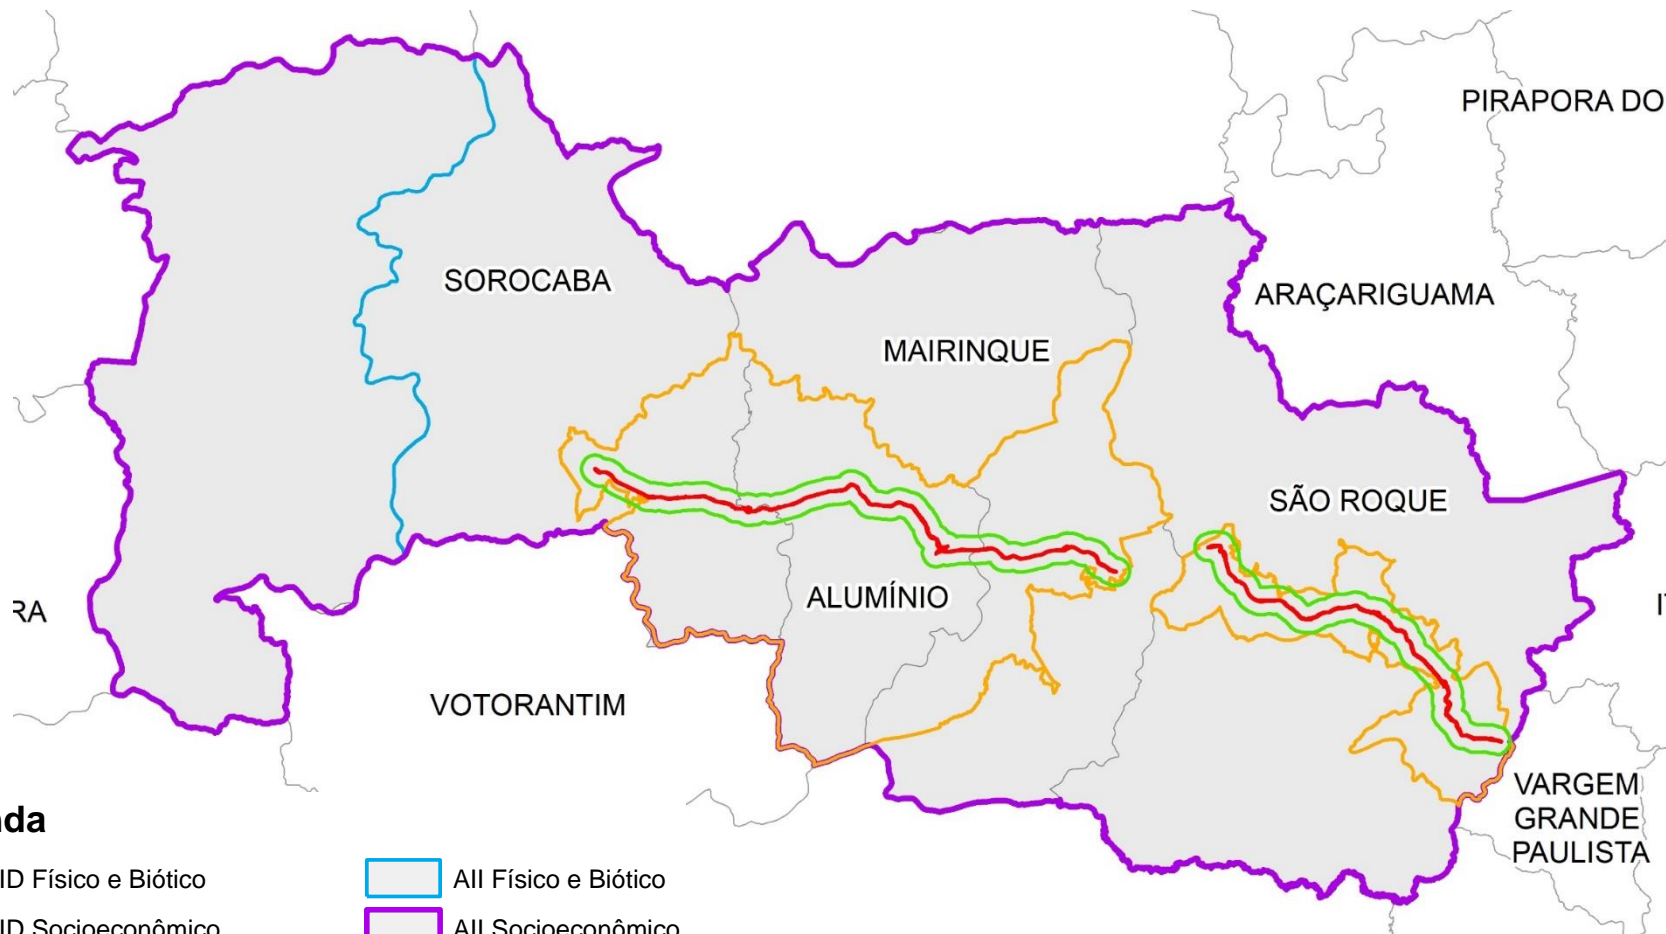 PIRAPORA DO
SOROCABA
ARAÇARIGUAMA
MAIRINQUE
SÃO ROQUE
ALUMÍNIO
RA
VOTORANTIM
VARGEM
GRANDE
PAULISTA
nda
ID Físico e Biótico
AII Físico e Biótico
ID Socioeconômico
AII Socioeconômico